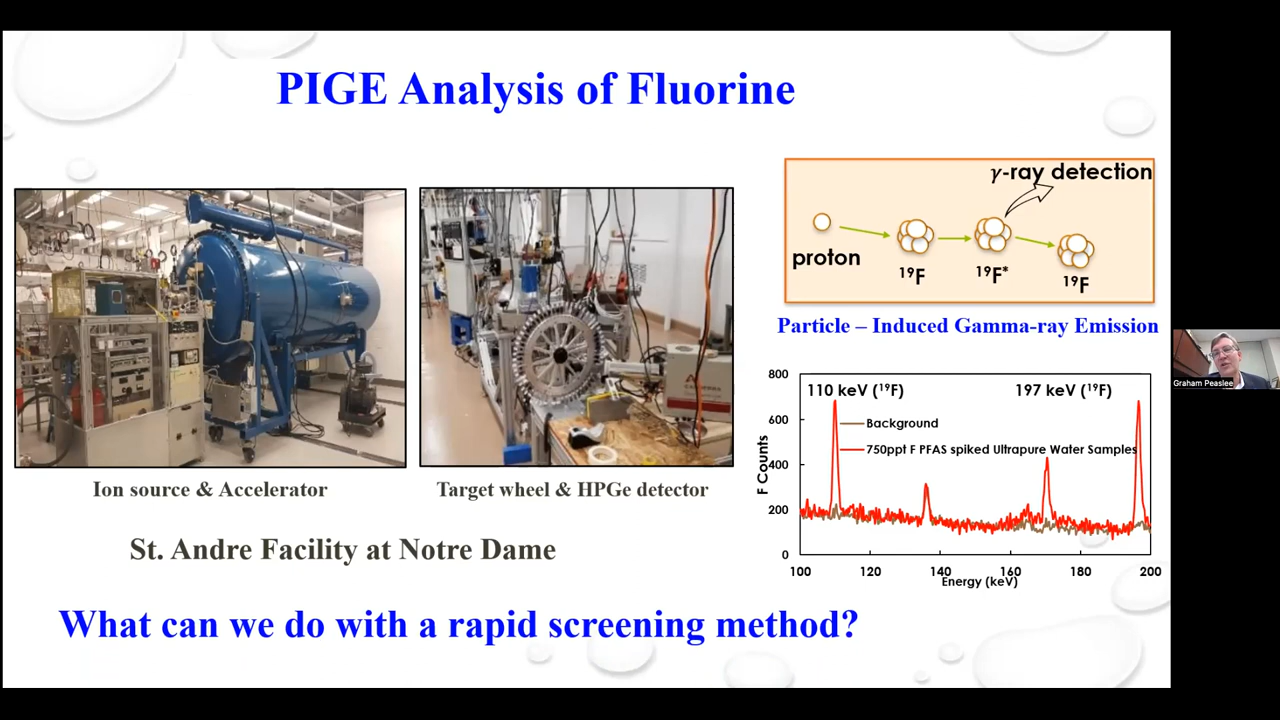 PIGE Analysis of Fluorine
γ-ray detection
proton
¹⁹F
¹⁹F*
¹⁹F
Particle – Induced Gamma-ray Emission
Ion source & Accelerator
Target wheel & HPGe detector
St. Andre Facility at Notre Dame
What can we do with a rapid screening method?
110 keV (¹⁹F)
197 keV (¹⁹F)
Background
750ppt F PFAS spiked Ultrapure Water Samples
F Counts
800
600
400
200
0
100 120 140 160 180 200
Energy (keV)
Graham Peaslee